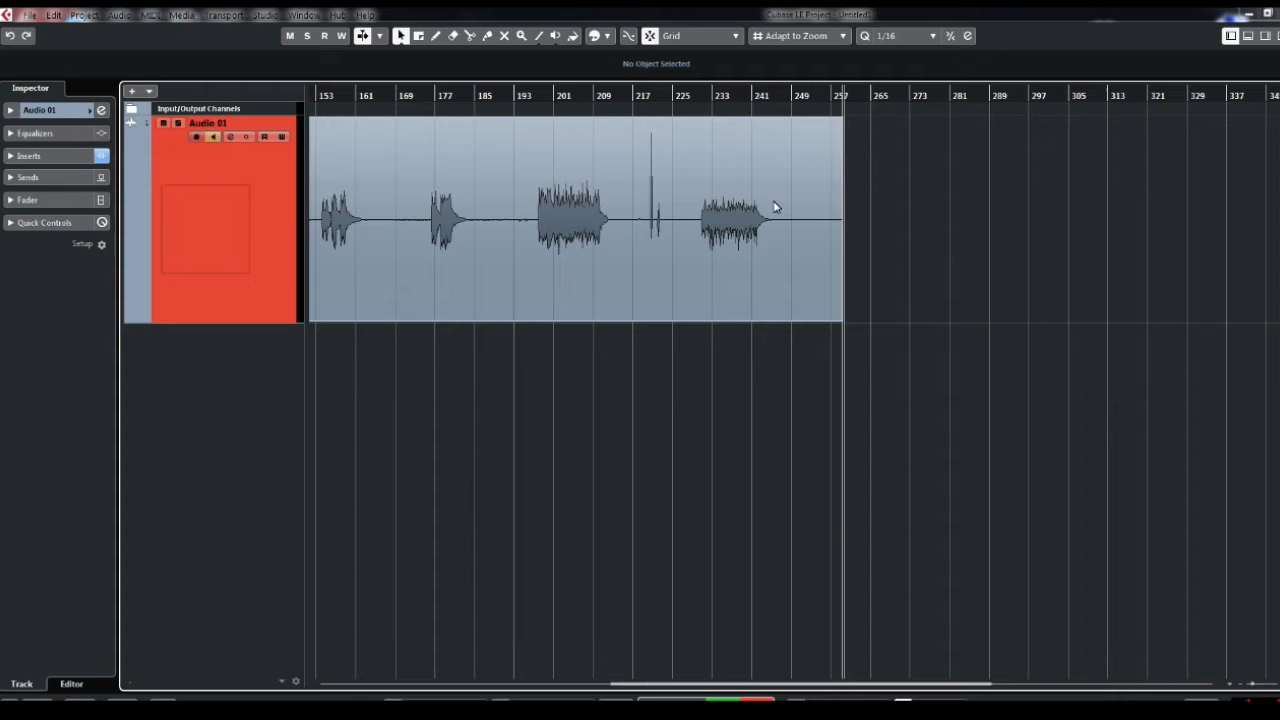 File Edit Project Audio MIDI Media Transport Studio Window Hub Help
Cubase LE Project - Untitled1
M S R W Grid Adapt to Zoom Q 1/16
No Object Selected
Inspector
153 161 169 177 185 193 201 209 217 225 233 241 249 257 265 273 281 289 297 305 313 321 329 337 345
Audio 01
Input/Output Channels
1 M S Audio 01
R W
Equalizers
Inserts
Sends
Fader
Quick Controls
Setup
Track Editor